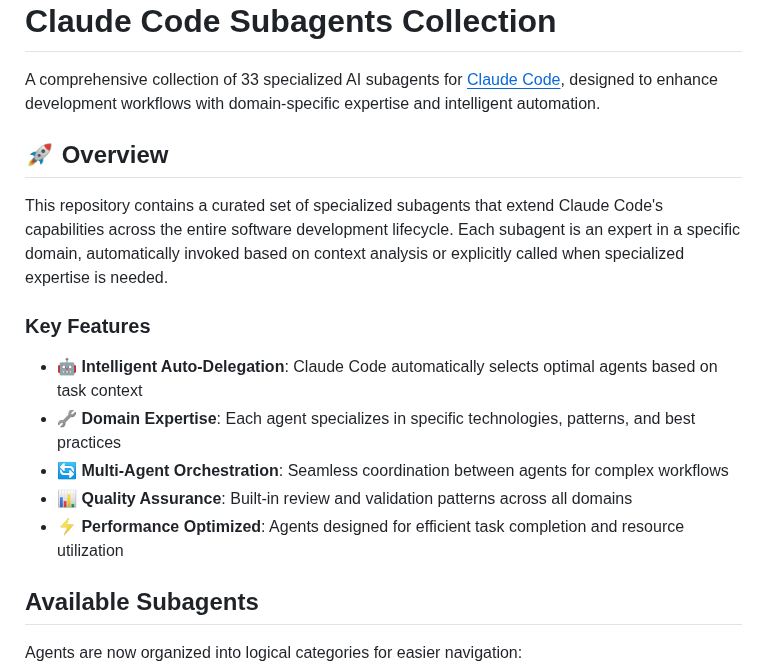 Claude Code Subagents Collection
A comprehensive collection of 33 specialized AI subagents for Claude Code, designed to enhance
development workflows with domain-specific expertise and intelligent automation.
🚀 Overview
This repository contains a curated set of specialized subagents that extend Claude Code's
capabilities across the entire software development lifecycle. Each subagent is an expert in a specific
domain, automatically invoked based on context analysis or explicitly called when specialized
expertise is needed.
Key Features
• 🤖 Intelligent Auto-Delegation: Claude Code automatically selects optimal agents based on
task context
• 🔧 Domain Expertise: Each agent specializes in specific technologies, patterns, and best
practices
• 🔄 Multi-Agent Orchestration: Seamless coordination between agents for complex workflows
• 📊 Quality Assurance: Built-in review and validation patterns across all domains
• ⚡ Performance Optimized: Agents designed for efficient task completion and resource
utilization
Available Subagents
Agents are now organized into logical categories for easier navigation: